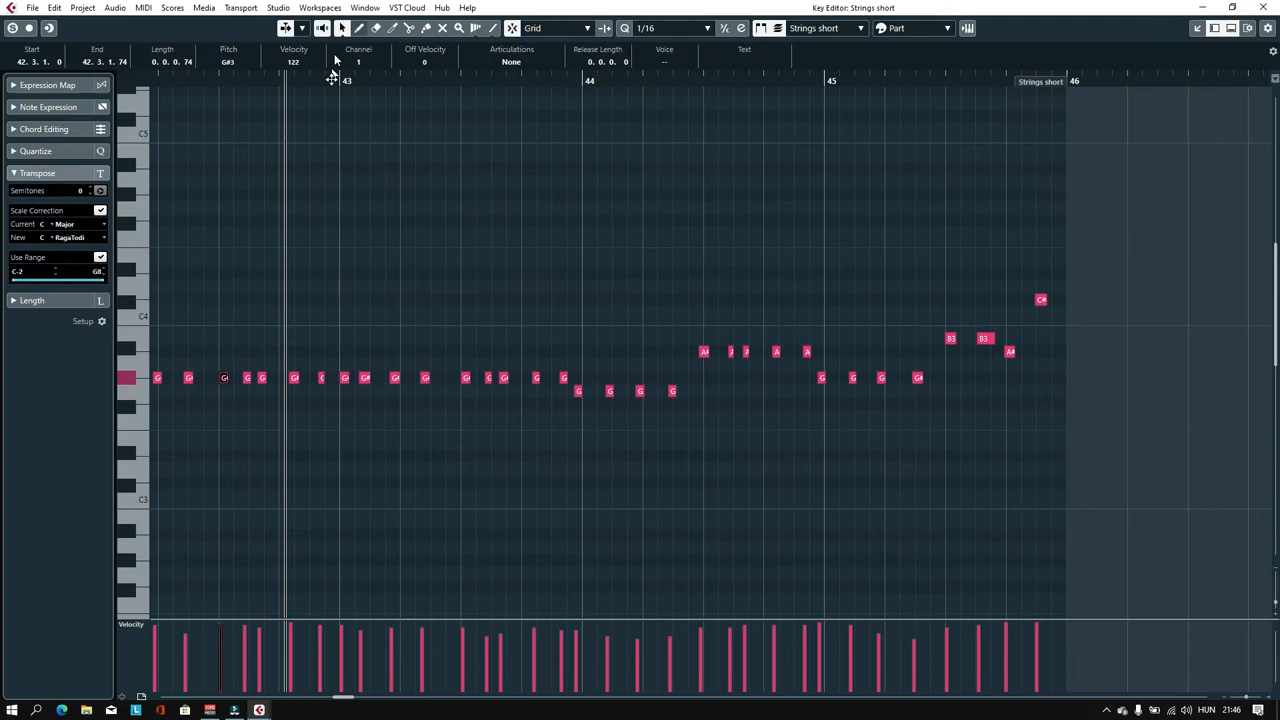 File Edit Project Audio MIDI Scores Media Transport Studio Workspaces Window VST Cloud Hub Help
Key Editor: Strings short
Grid 1/16 Strings short Part
Start End Length Pitch Velocity Channel Off Velocity Articulations Release Length Voice Text
42. 3. 1. 0 42. 3. 1. 74 0. 0. 0. 74 G#3 122 1 0 None 0. 0. 0. 0 --
43 44 45 Strings short 46
Expression Map
Note Expression
Chord Editing
Quantize Q
Transpose T
Semitones 0
Scale Correction
Current C Major
New C RagaTodi
Use Range
C-2 G8
Length L
Setup
C5
C4
C3
C#
B3 B3
A# A A A A A#
G G G G G# G G G# G G G G G G G#
G G G G
Velocity
HUN 21:46